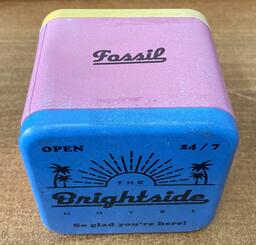 Fossil
OPEN 24/7
THE
Brightside
HOTEL
So glad you're here!